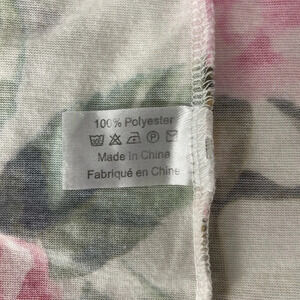 100% Polyester
Made in China
Fabriqué en Chine